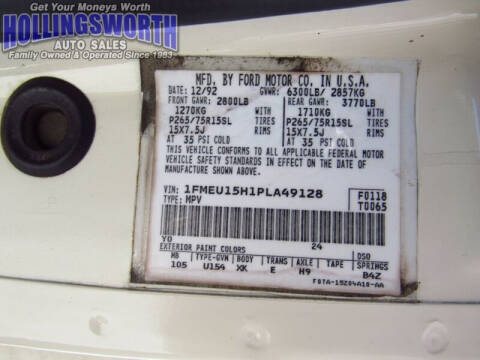 Get Your Moneys Worth
HOLLINGSWORTH
AUTO SALES
Family Owned & Operated Since 1983
MFD. BY FORD MOTOR CO. IN U.S.A.
DATE: 12/92 GVWR: 6300LB/ 2857KG
FRONT GAWR: 2800LB REAR GAWR: 3770LB
1270KG WITH 1710KG WITH
P265/75R15SL TIRES P265/75R15SL TIRES
15X7.5J RIMS 15X7.5J RIMS
AT 35 PSI COLD AT 35 PSI COLD
THIS VEHICLE CONFORMS TO ALL APPLICABLE FEDERAL MOTOR
VEHICLE SAFETY STANDARDS IN EFFECT ON THE DATE OF
MANUFACTURE SHOWN ABOVE.
VIN: 1FMEU15H1PLA49128 F0118
TYPE: MPV T0065
YO 24
EXTERIOR PAINT COLORS
WB TYPE-GVW BODY TRANS AXLE TAPE SPRINGS
105 U154 XK E H9 B4Z
F0TA-15204A10-AA